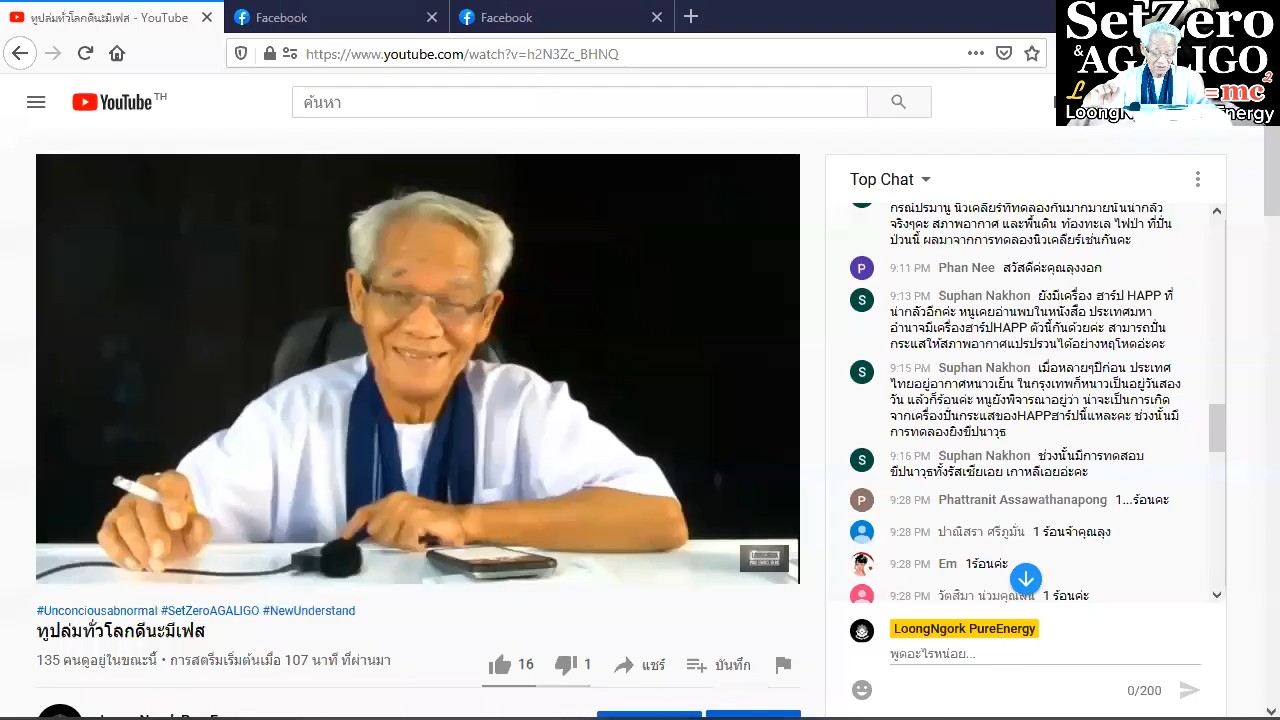 ทูปล่มทั่วโลกดีนะมีเฟส - YouTube
Facebook
Facebook
https://www.youtube.com/watch?v=h2N3Zc_BHNQ
SetZero
& AGALIGO
=mc2
Energy
YouTube TH
ค้นหา
Top Chat
กรณีปรมาณู นิวเคลียร์ที่ทดลองกันมากมายนั้นน่ากลัว
จริงๆคะ สภาพอากาศ และพื้นดิน ท้องทะเล ไฟป่า ที่ปั่น
ป่วนนี้ ผลมาจากการทดลองนิวเคลียร์เช่นกันคะ
9:11 PM Phan Nee สวัสดีค่ะคุณลุงงอก
9:13 PM Suphan Nakhon ยังมีเครื่อง ฮาร์ป HAPP ที่
น่ากลัวอีกค่ะ หนูเคยอ่านพบในหนังสือ ประเทศมหา
อำนาจมีเครื่องฮาร์ปHAPP ตัวนี้กันด้วยค่ะ สามารถปั่น
กระแสให้สภาพอากาศแปรปรวนได้อย่างหฤโหดอ่ะคะ
9:15 PM Suphan Nakhon เมื่อหลายๆปีก่อน ประเทศ
ไทยอยู่อากาศหนาวเย็น ในกรุงเทพก็หนาวเป็นอยู่วันสอง
วัน แล้วก็ร้อนค่ะ หนูยังพิจารณาอยู่ว่า น่าจะเป็นการเกิด
จากเครื่องปั่นกระแสของHAPPฮาร์ปนี้แหละคะ ช่วงนั้นมี
การทดลองยิงขีปนาวุธ
9:16 PM Suphan Nakhon ช่วงนั้นมีการทดสอบ
ขีปนาวุธทั้งรัสเซียเอย เกาหลีเอยอ่ะคะ
9:28 PM Phattranit Assawathanapong 1...ร้อนคะ
9:28 PM ปาณิสรา ศรีภูมั่น 1 ร้อนจ้าคุณลุง
9:28 PM Em 1ร้อนค่ะ
9:28 PM 1 ร้อนค่ะ
LoongNgork PureEnergy
พูดอะไรหน่อย...
0/200
#Unconciousabnormal #SetZeroAGALIGO #NewUnderstand
ทูปล่มทั่วโลกดีนะมีเฟส
135 คนดูอยู่ในขณะนี้ • การสตรีมเริ่มต้นเมื่อ 107 นาที ที่ผ่านมา
16
1
แชร์
บันทึก